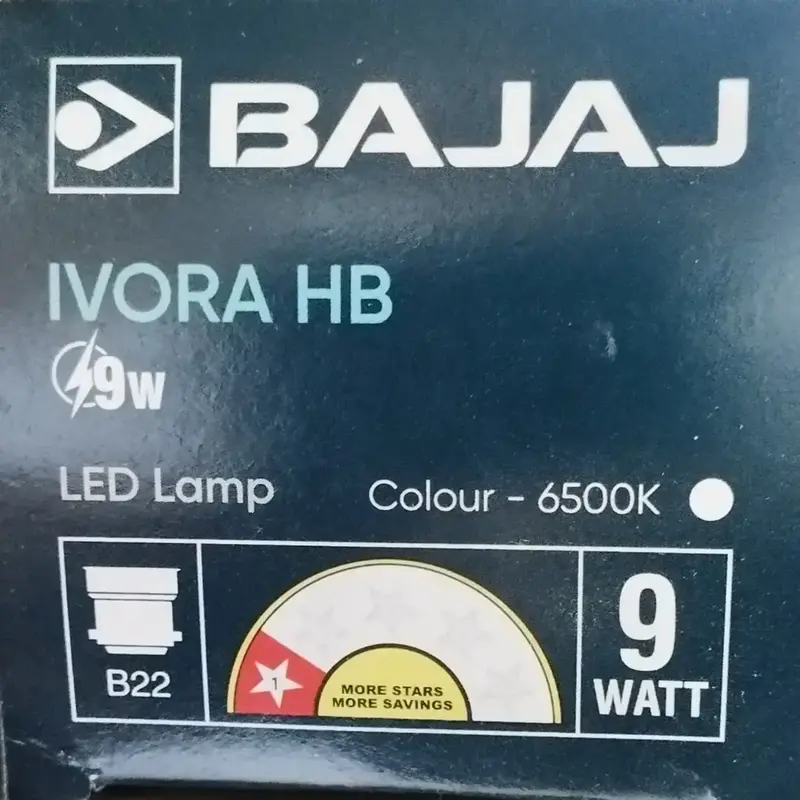 BAJAJ
IVORA HB
9W
LED Lamp
Colour - 6500K
B22
1
MORE STARS
MORE SAVINGS
9
WATT